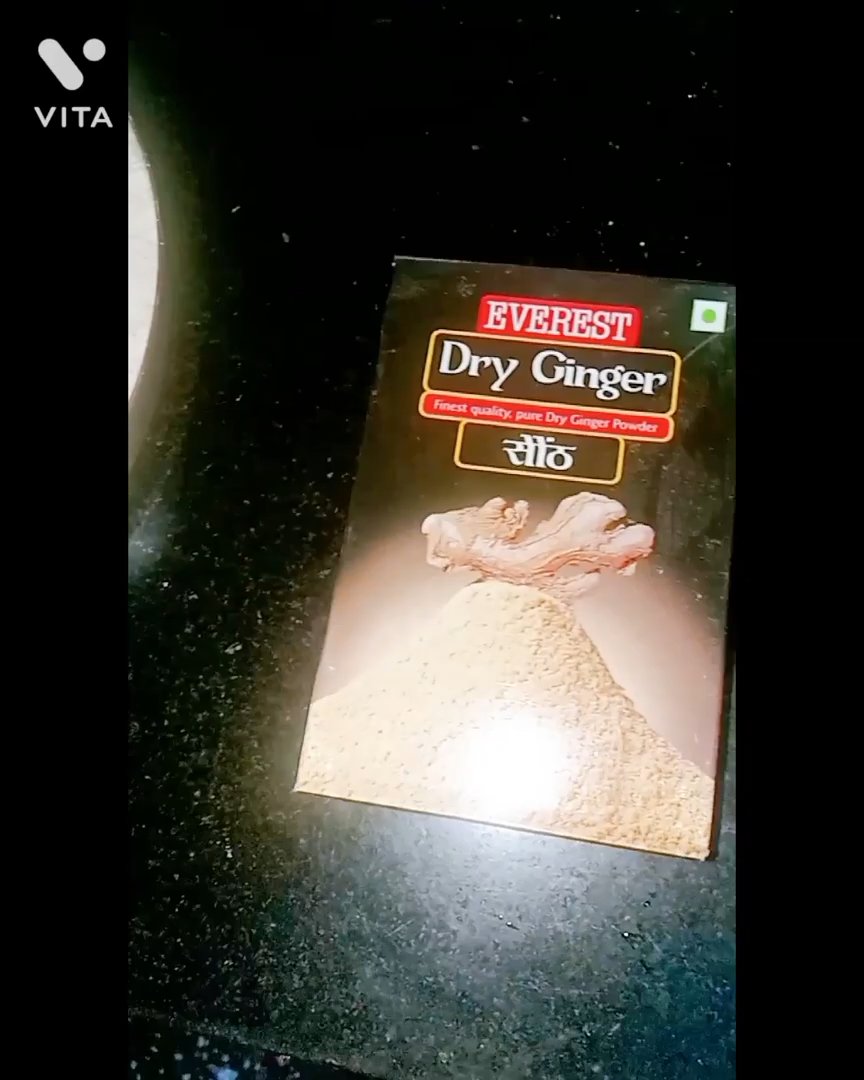 VITA
EVEREST
Dry Ginger
Finest quality, pure Dry Ginger Powder
सौंठ